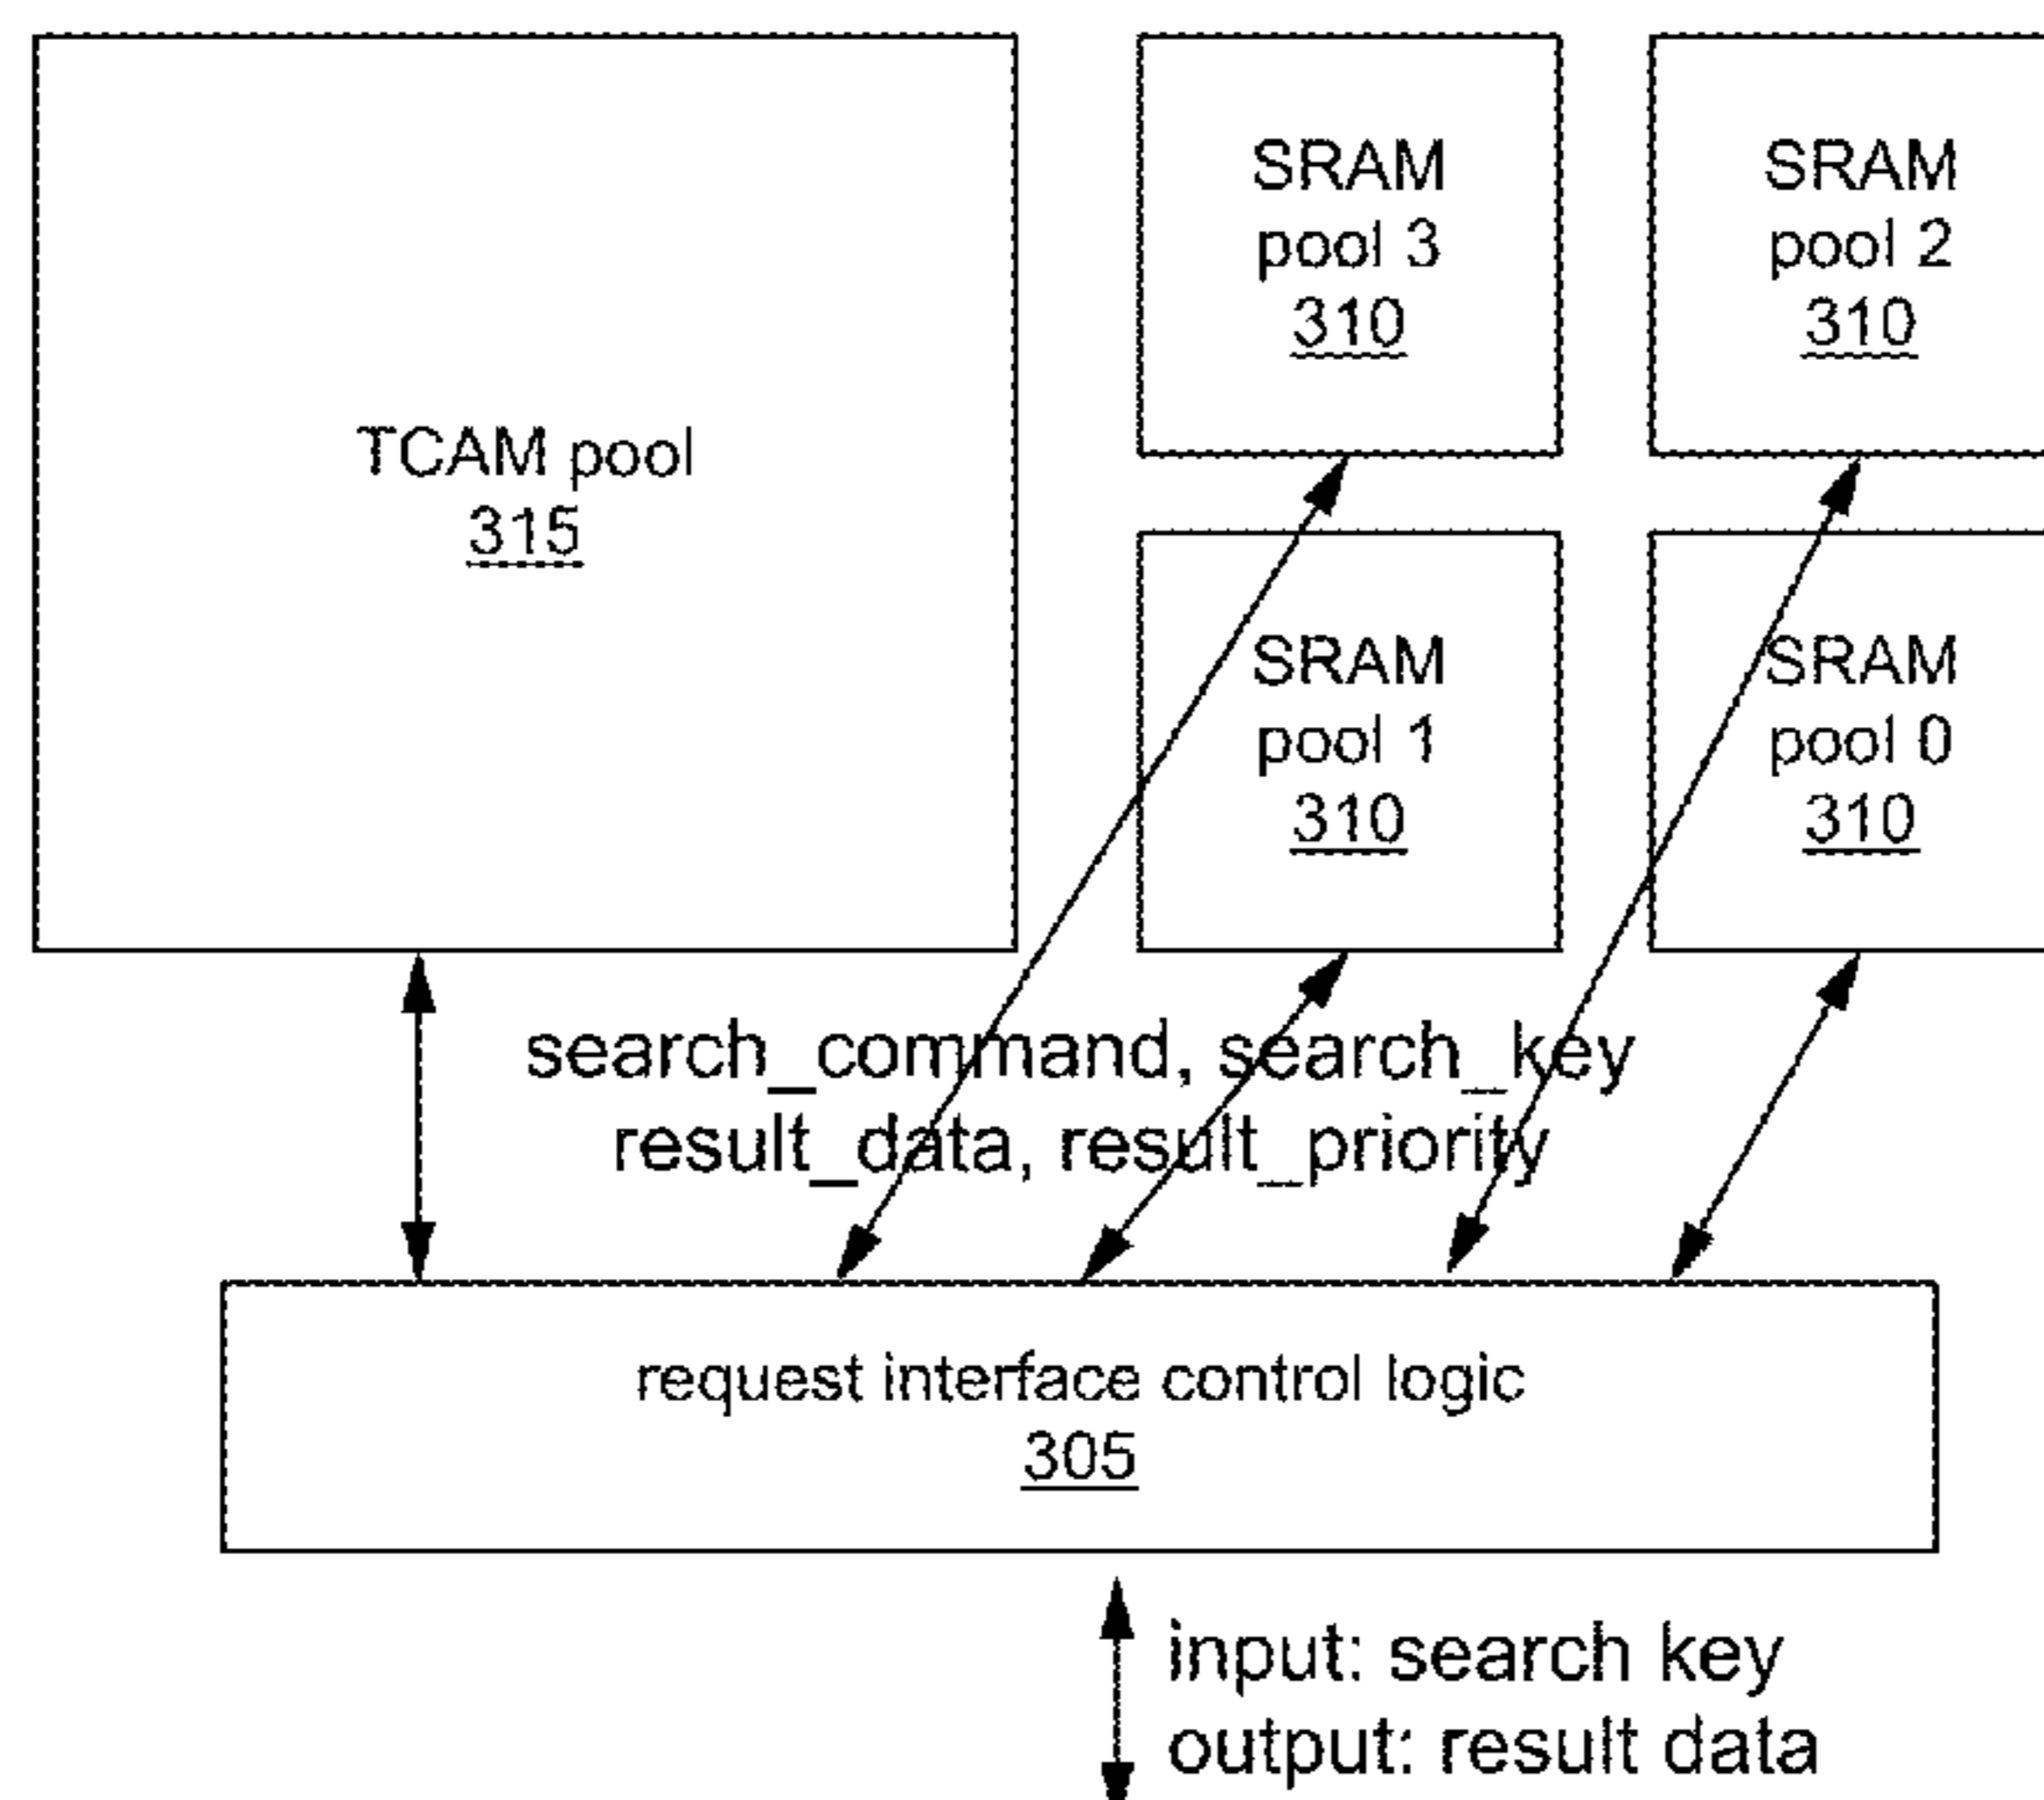 TCAM pool
315
SRAM
pool 3
310
SRAM
pool 2
310
SRAM
pool 1
310
SRAM
pool 0
310
search_command, search_key
result_data, result_priority
request interface control logic
305
input: search key
output: result data